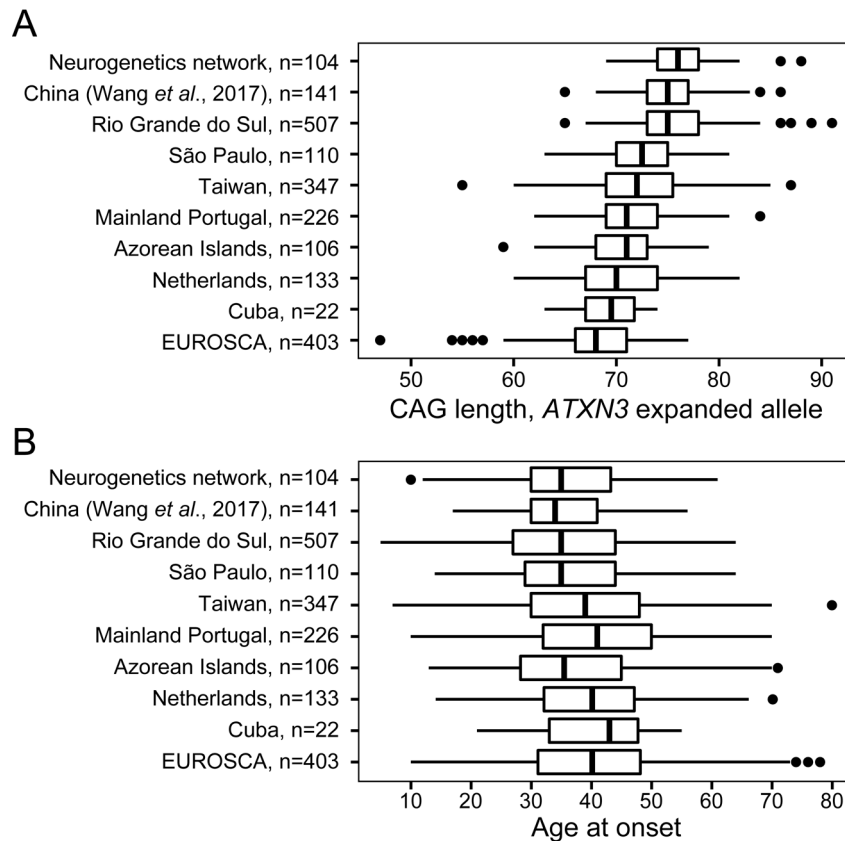 A
Neurogenetics network, n=104
China (Wang et al., 2017), n=141
Rio Grande do Sul, n=507
São Paulo, n=110
Taiwan, n=347
Mainland Portugal, n=226
Azorean Islands, n=106
Netherlands, n=133
Cuba, n=22
EUROSCA, n=403
50 60 70 80 90
CAG length, ATXN3 expanded allele
B
Neurogenetics network, n=104
China (Wang et al., 2017), n=141
Rio Grande do Sul, n=507
São Paulo, n=110
Taiwan, n=347
Mainland Portugal, n=226
Azorean Islands, n=106
Netherlands, n=133
Cuba, n=22
EUROSCA, n=403
10 20 30 40 50 60 70 80
Age at onset